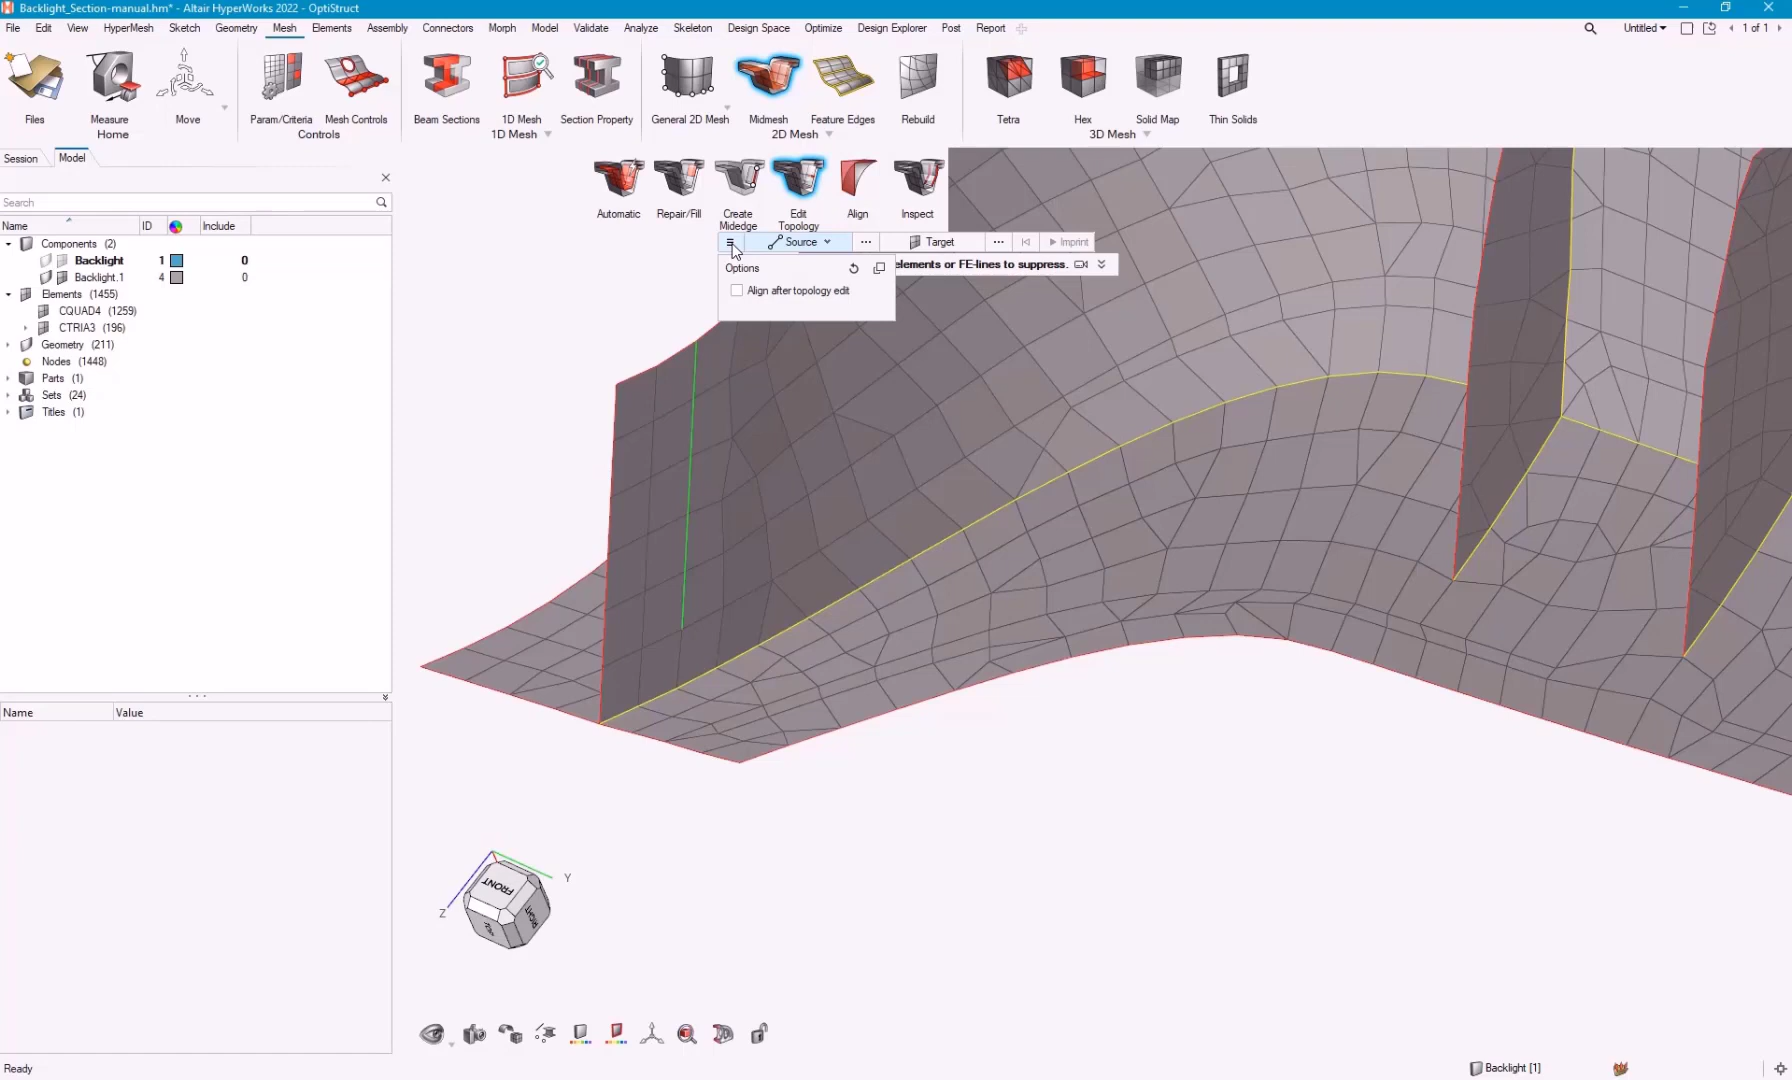 Backlight_Section-manual.hm* - Altair HyperWorks 2022 - OptiStruct
File Edit View HyperMesh Sketch Geometry Mesh Elements Assembly Connectors Morph Model Validate Analyze Skeleton Design Space Optimize Design Explorer Post Report Untitled 1 of 1
Files Measure Move Param/Criteria Mesh Controls Beam Sections 1D Mesh Section Property General 2D Mesh Midmesh Feature Edges Rebuild Tetra Hex Solid Map Thin Solids
Home Controls 1D Mesh 2D Mesh 3D Mesh
Session Model
Automatic Repair/Fill Create Midedge Edit Topology Align Inspect
Search
Name ID Include
Source Target Imprint
Components (2)
Backlight 1 0
elements or FE-lines to suppress.
Options
Backlight.1 4 0
Align after topology edit
Elements (1455)
CQUAD4 (1259)
CTRIA3 (196)
Geometry (211)
Nodes (1448)
Parts (1)
Sets (24)
Titles (1)
Name Value
FRONT
RIGHT
Y
Z
Ready
Backlight [1]